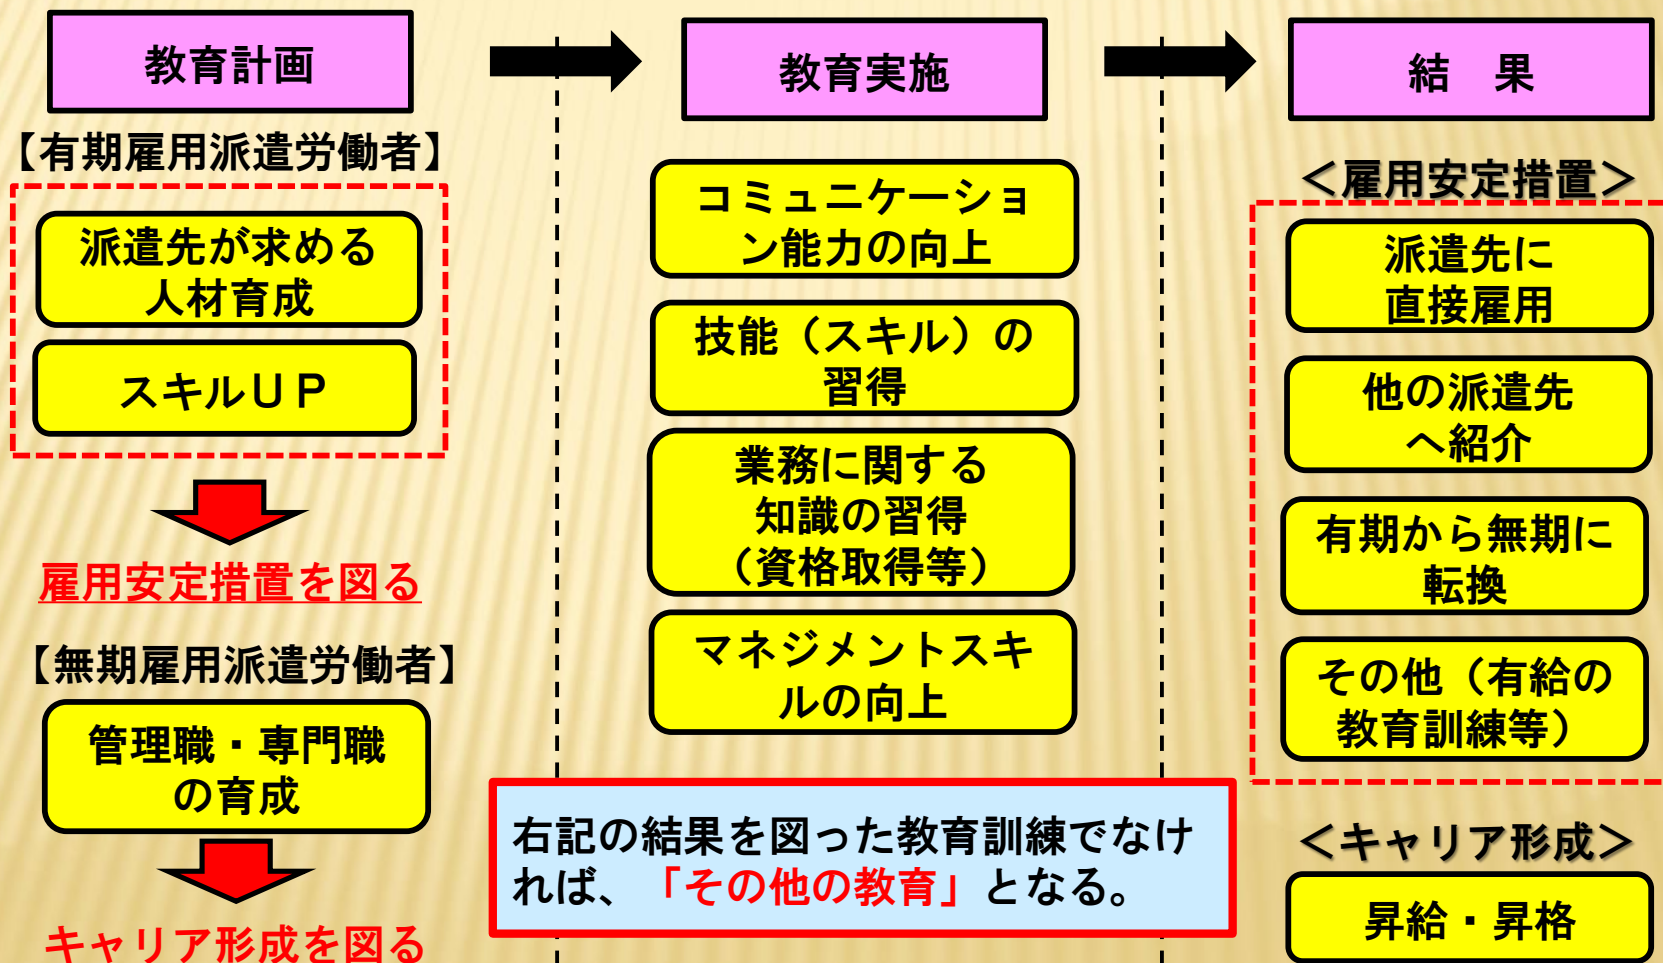 教育計画
【有期雇用派遣労働者】
派遣先が求める
人材育成
スキルＵＰ
雇用安定措置を図る
【無期雇用派遣労働者】
管理職・専門職
の育成
キャリア形成を図る
教育実施
コミュニケーショ
ン能力の向上
技能（スキル）の
習得
業務に関する
知識の習得
（資格取得等）
マネジメントスキ
ルの向上
右記の結果を図った教育訓練でなけ
れば、「その他の教育」となる。
結　果
＜雇用安定措置＞
派遣先に
直接雇用
他の派遣先
へ紹介
有期から無期に
転換
その他（有給の
教育訓練等）
＜キャリア形成＞
昇給・昇格